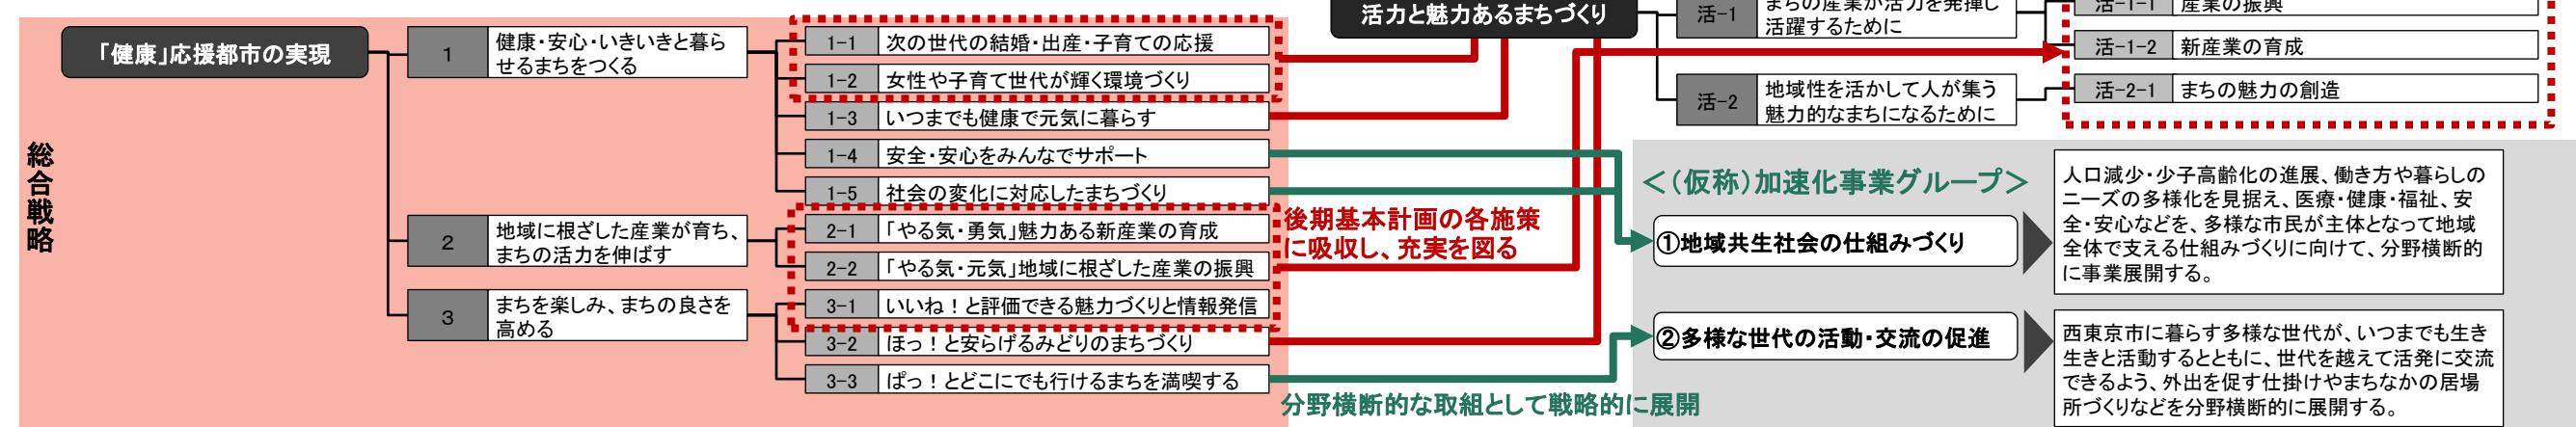 総合戦略
「健康」応援都市の実現
1
健康・安心・いきいきと暮ら
せるまちをつくる
1-1 次の世代の結婚・出産・子育ての応援
1-2 女性や子育て世代が輝く環境づくり
1-3 いつまでも健康で元気に暮らす
1-4 安全・安心をみんなでサポート
1-5 社会の変化に対応したまちづくり
2
地域に根ざした産業が育ち、
まちの活力を伸ばす
2-1 「やる気・勇気」魅力ある新産業の育成
2-2 「やる気・元気」地域に根ざした産業の振興
3
まちを楽しみ、まちの良さを
高める
3-1 いいね！と評価できる魅力づくりと情報発信
3-2 ほっ！と安らげるみどりのまちづくり
3-3 ぱっ！とどこにでも行けるまちを満喫する
後期基本計画の各施策
に吸収し、充実を図る
分野横断的な取組として戦略的に展開
活力と魅力あるまちづくり
活-1
まちの産業が活力を発揮し
活躍するために
活-1-1 産業の振興
活-1-2 新産業の育成
活-2
地域性を活かして人が集う
魅力的なまちになるために
活-2-1 まちの魅力の創造
＜（仮称）加速化事業グループ＞
①地域共生社会の仕組みづくり
人口減少・少子高齢化の進展、働き方や暮らしの
ニーズの多様化を見据え、医療・健康・福祉、安
全・安心などを、多様な市民が主体となって地域
全体で支える仕組みづくりに向けて、分野横断的
に事業展開する。
②多様な世代の活動・交流の促進
西東京市に暮らす多様な世代が、いつまでも生き
生きと活動するとともに、世代を越えて活発に交流
できるよう、外出を促す仕掛けやまちなかの居場
所づくりなどを分野横断的に展開する。